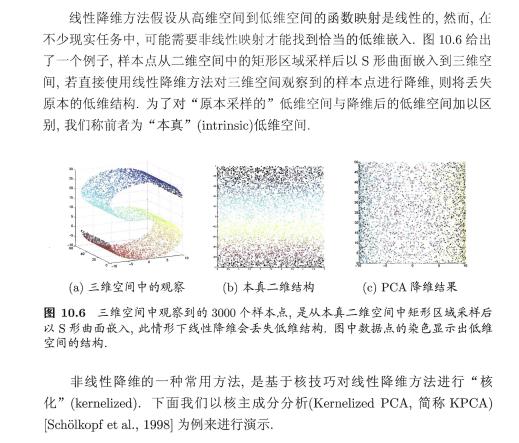 线性降维方法假设从高维空间到低维空间的函数映射是线性的, 然而, 在
不少现实任务中, 可能需要非线性映射才能找到恰当的低维嵌入. 图 10.6 给出
了一个例子, 样本点从二维空间中的矩形区域采样后以 S 形曲面嵌入到三维空
间, 若直接使用线性降维方法对三维空间观察到的样本点进行降维, 则将丢失
原本的低维结构. 为了对“原本采样的”低维空间与降维后的低维空间加以区
别, 我们称前者为“本真”(intrinsic)低维空间.
(a) 三维空间中的观察
(b) 本真二维结构
(c) PCA 降维结果
图 10.6 三维空间中观察到的 3000 个样本点, 是从本真二维空间中矩形区域采样后
以 S 形曲面嵌入, 此情形下线性降维会丢失低维结构. 图中数据点的染色显示出低维
空间的结构.
非线性降维的一种常用方法, 是基于核技巧对线性降维方法进行“核
化”(kernelized). 下面我们以核主成分分析(Kernelized PCA, 简称 KPCA)
[Schölkopf et al., 1998] 为例来进行演示.